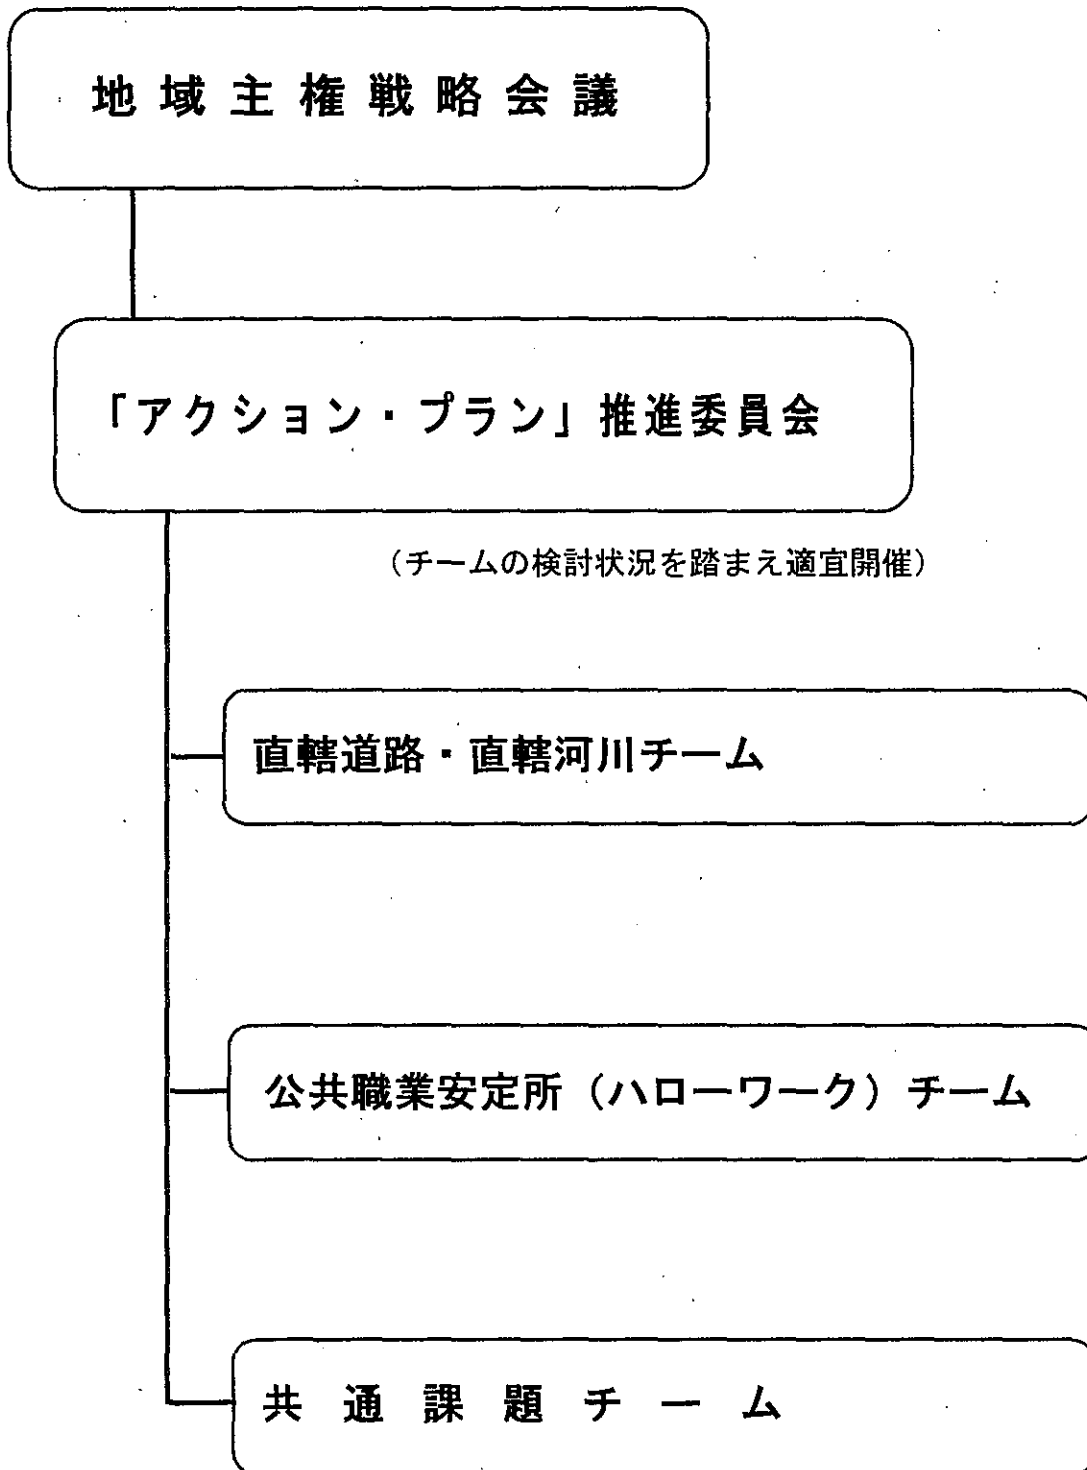 地域主権戦略会議
「アクション・プラン」推進委員会
（チームの検討状況を踏まえ適宜開催）
直轄道路・直轄河川チーム
公共職業安定所（ハローワーク）チーム
共通課題チーム